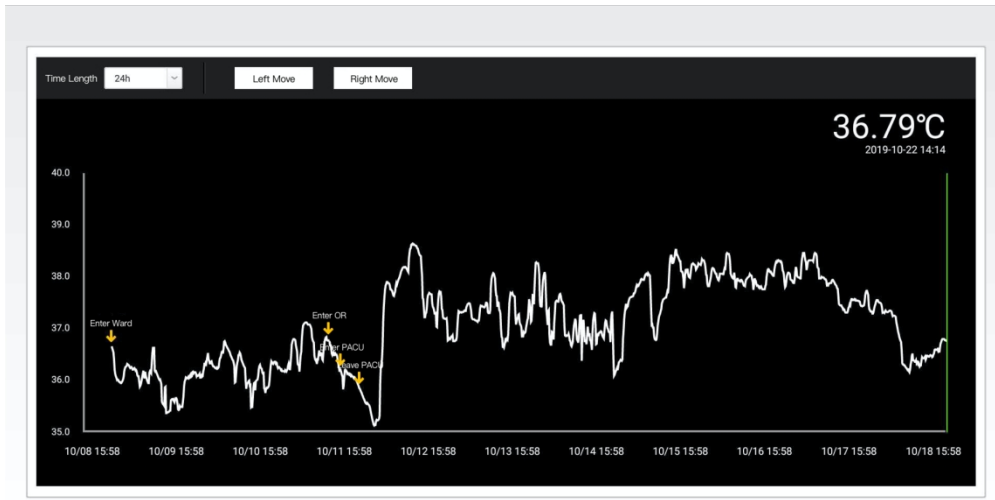 Time Length 24h Left Move Right Move
36.79℃
2019-10-22 14:14
40.0
39.0
38.0
37.0
36.0
35.0
Enter Ward
Enter OR
Enter PACU
Leave PACU
10/08 15:58 10/09 15:58 10/10 15:58 10/11 15:58 10/12 15:58 10/13 15:58 10/14 15:58 10/15 15:58 10/16 15:58 10/17 15:58 10/18 15:58